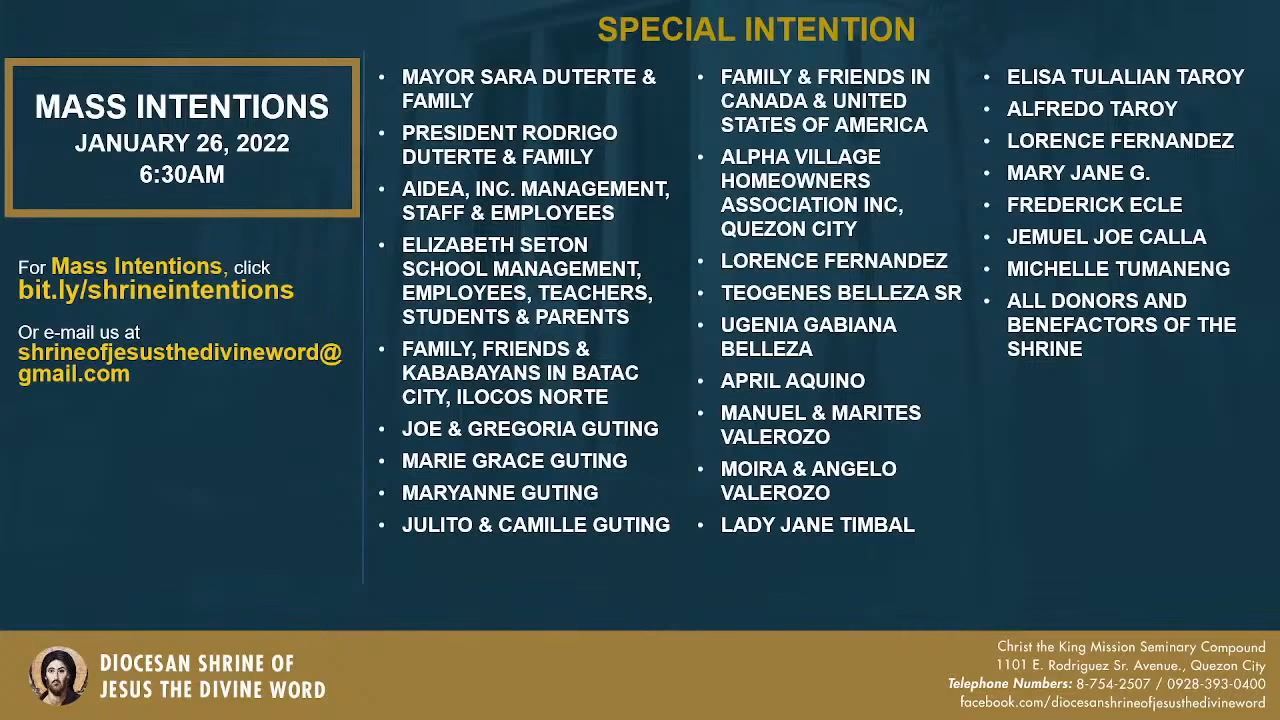 SPECIAL INTENTION
MASS INTENTIONS
JANUARY 26, 2022
6:30AM
For Mass Intentions, click
bit.ly/shrineintentions
Or e-mail us at
shrineofjesusthedivineword@
gmail.com
• MAYOR SARA DUTERTE &
FAMILY
• PRESIDENT RODRIGO
DUTERTE & FAMILY
• AIDEA, INC. MANAGEMENT,
STAFF & EMPLOYEES
• ELIZABETH SETON
SCHOOL MANAGEMENT,
EMPLOYEES, TEACHERS,
STUDENTS & PARENTS
• FAMILY, FRIENDS &
KABABAYANS IN BATAC
CITY, ILOCOS NORTE
• JOE & GREGORIA GUTING
• MARIE GRACE GUTING
• MARYANNE GUTING
• JULITO & CAMILLE GUTING
• FAMILY & FRIENDS IN
CANADA & UNITED
STATES OF AMERICA
• ALPHA VILLAGE
HOMEOWNERS
ASSOCIATION INC,
QUEZON CITY
• LORENCE FERNANDEZ
• TEOGENES BELLEZA SR
• UGENIA GABIANA
BELLEZA
• APRIL AQUINO
• MANUEL & MARITES
VALEROZO
• MOIRA & ANGELO
VALEROZO
• LADY JANE TIMBAL
• ELISA TULALIAN TAROY
• ALFREDO TAROY
• LORENCE FERNANDEZ
• MARY JANE G.
• FREDERICK ECLE
• JEMUEL JOE CALLA
• MICHELLE TUMANENG
• ALL DONORS AND
BENEFACTORS OF THE
SHRINE
DIOCESAN SHRINE OF
JESUS THE DIVINE WORD
Christ the King Mission Seminary Compound
1101 E. Rodriguez Sr. Avenue., Quezon City
Telephone Numbers: 8-754-2507 / 0928-393-0400
facebook.com/diocesanshrineofjesusthedivineword